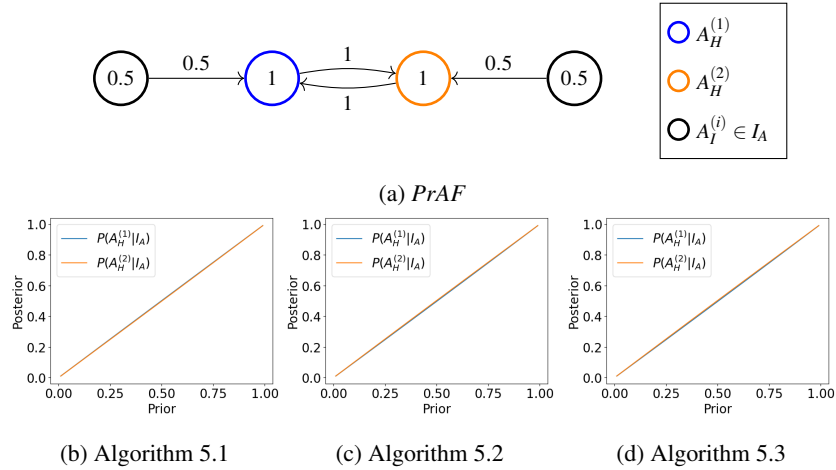 0.5 0.5 1 1 1 1 0.5 0.5
A_H^{(1)}
A_H^{(2)}
A_I^{(i)} ∈ I_A
(a) PrAF
1.0 0.8 0.6 0.4 0.2 0.0
Posterior
P(A_H^{(1)}|I_A)
P(A_H^{(2)}|I_A)
0.00 0.25 0.50 0.75 1.00
Prior
(b) Algorithm 5.1
1.0 0.8 0.6 0.4 0.2 0.0
Posterior
P(A_H^{(1)}|I_A)
P(A_H^{(2)}|I_A)
0.00 0.25 0.50 0.75 1.00
Prior
(c) Algorithm 5.2
1.0 0.8 0.6 0.4 0.2 0.0
Posterior
P(A_H^{(1)}|I_A)
P(A_H^{(2)}|I_A)
0.00 0.25 0.50 0.75 1.00
Prior
(d) Algorithm 5.3